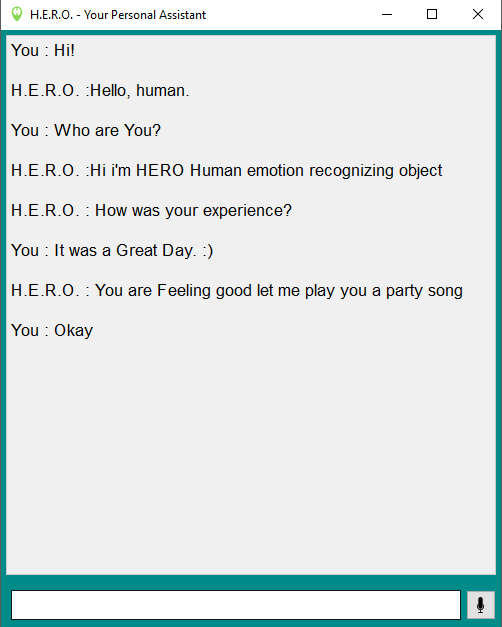 H.E.R.O. - Your Personal Assistant
You : Hi!
H.E.R.O. :Hello, human.
You : Who are You?
H.E.R.O. :Hi i'm HERO Human emotion recognizing object
H.E.R.O. : How was your experience?
You : It was a Great Day. :)
H.E.R.O. : You are Feeling good let me play you a party song
You : Okay